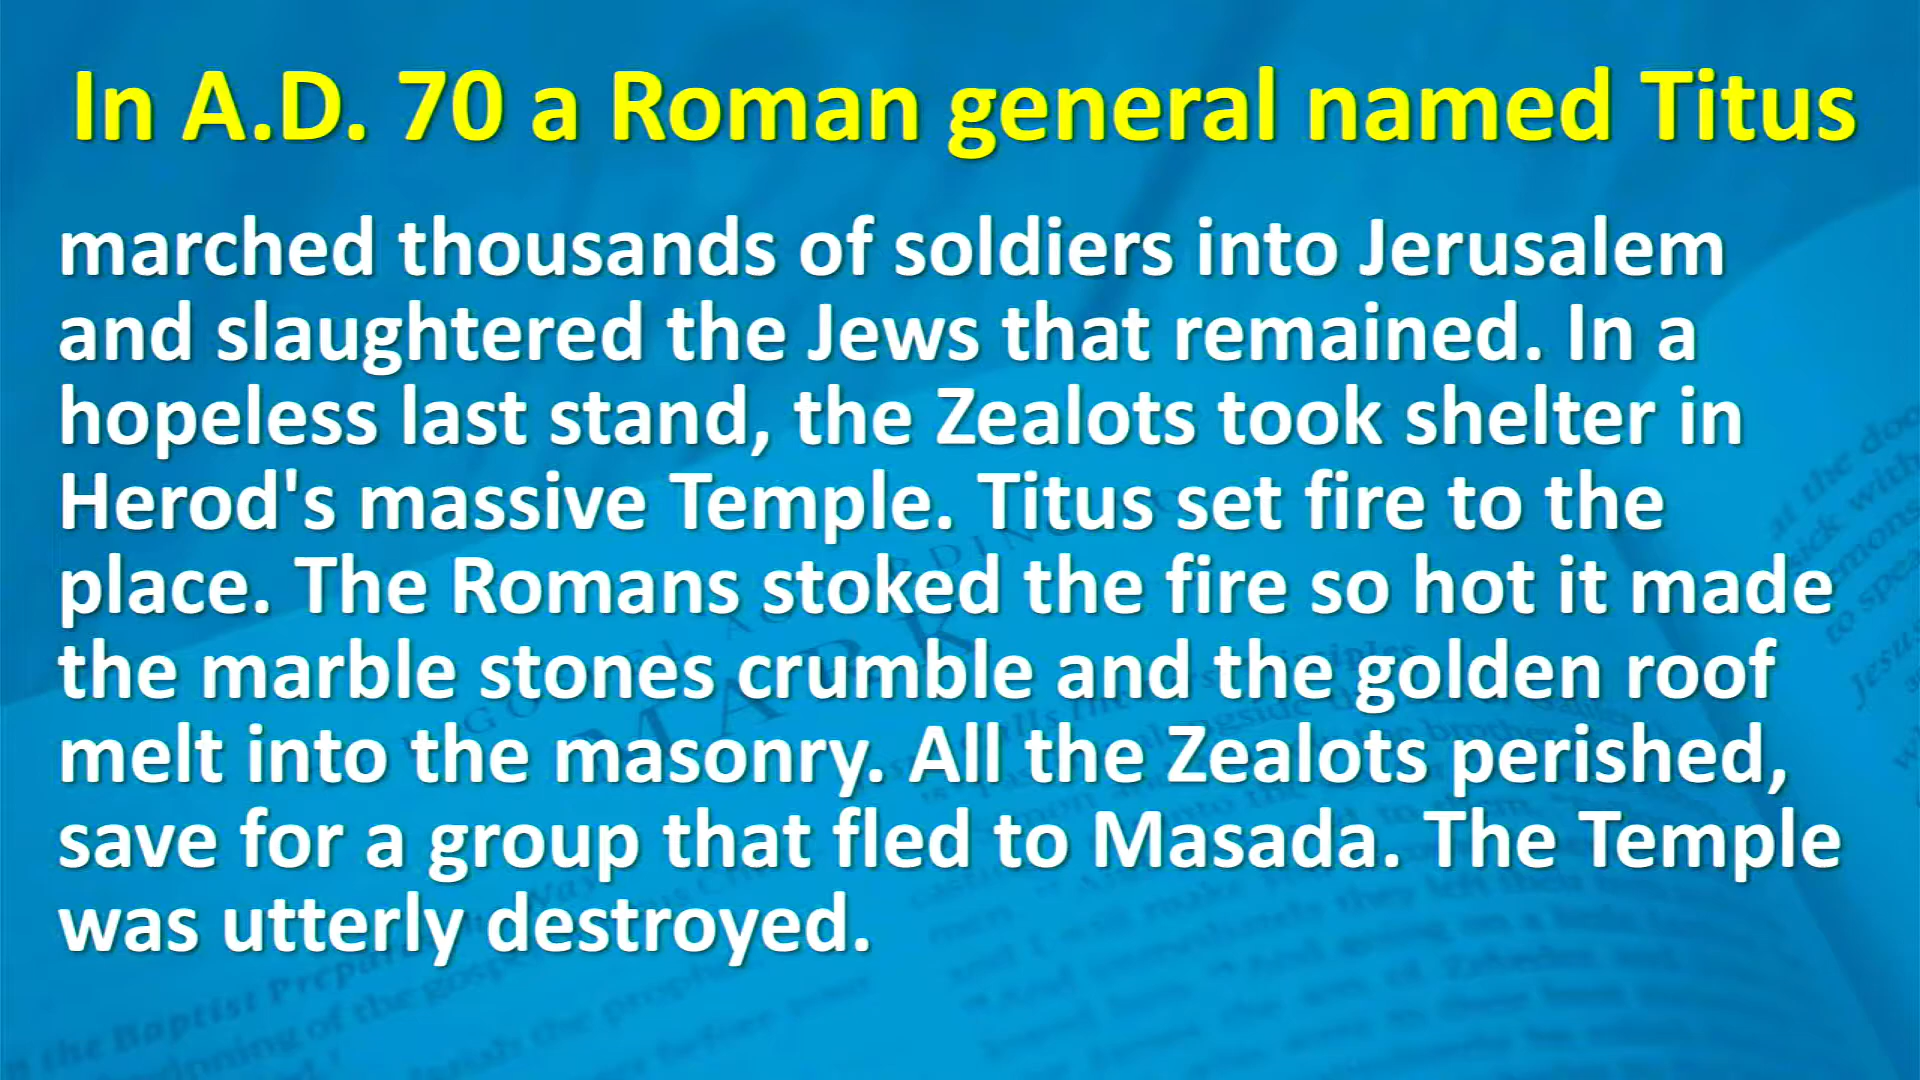 In A.D. 70 a Roman general named Titus
marched thousands of soldiers into Jerusalem
and slaughtered the Jews that remained. In a
hopeless last stand, the Zealots took shelter in
Herod's massive Temple. Titus set fire to the
place. The Romans stoked the fire so hot it made
the marble stones crumble and the golden roof
melt into the masonry. All the Zealots perished,
save for a group that fled to Masada. The Temple
was utterly destroyed.
MARK